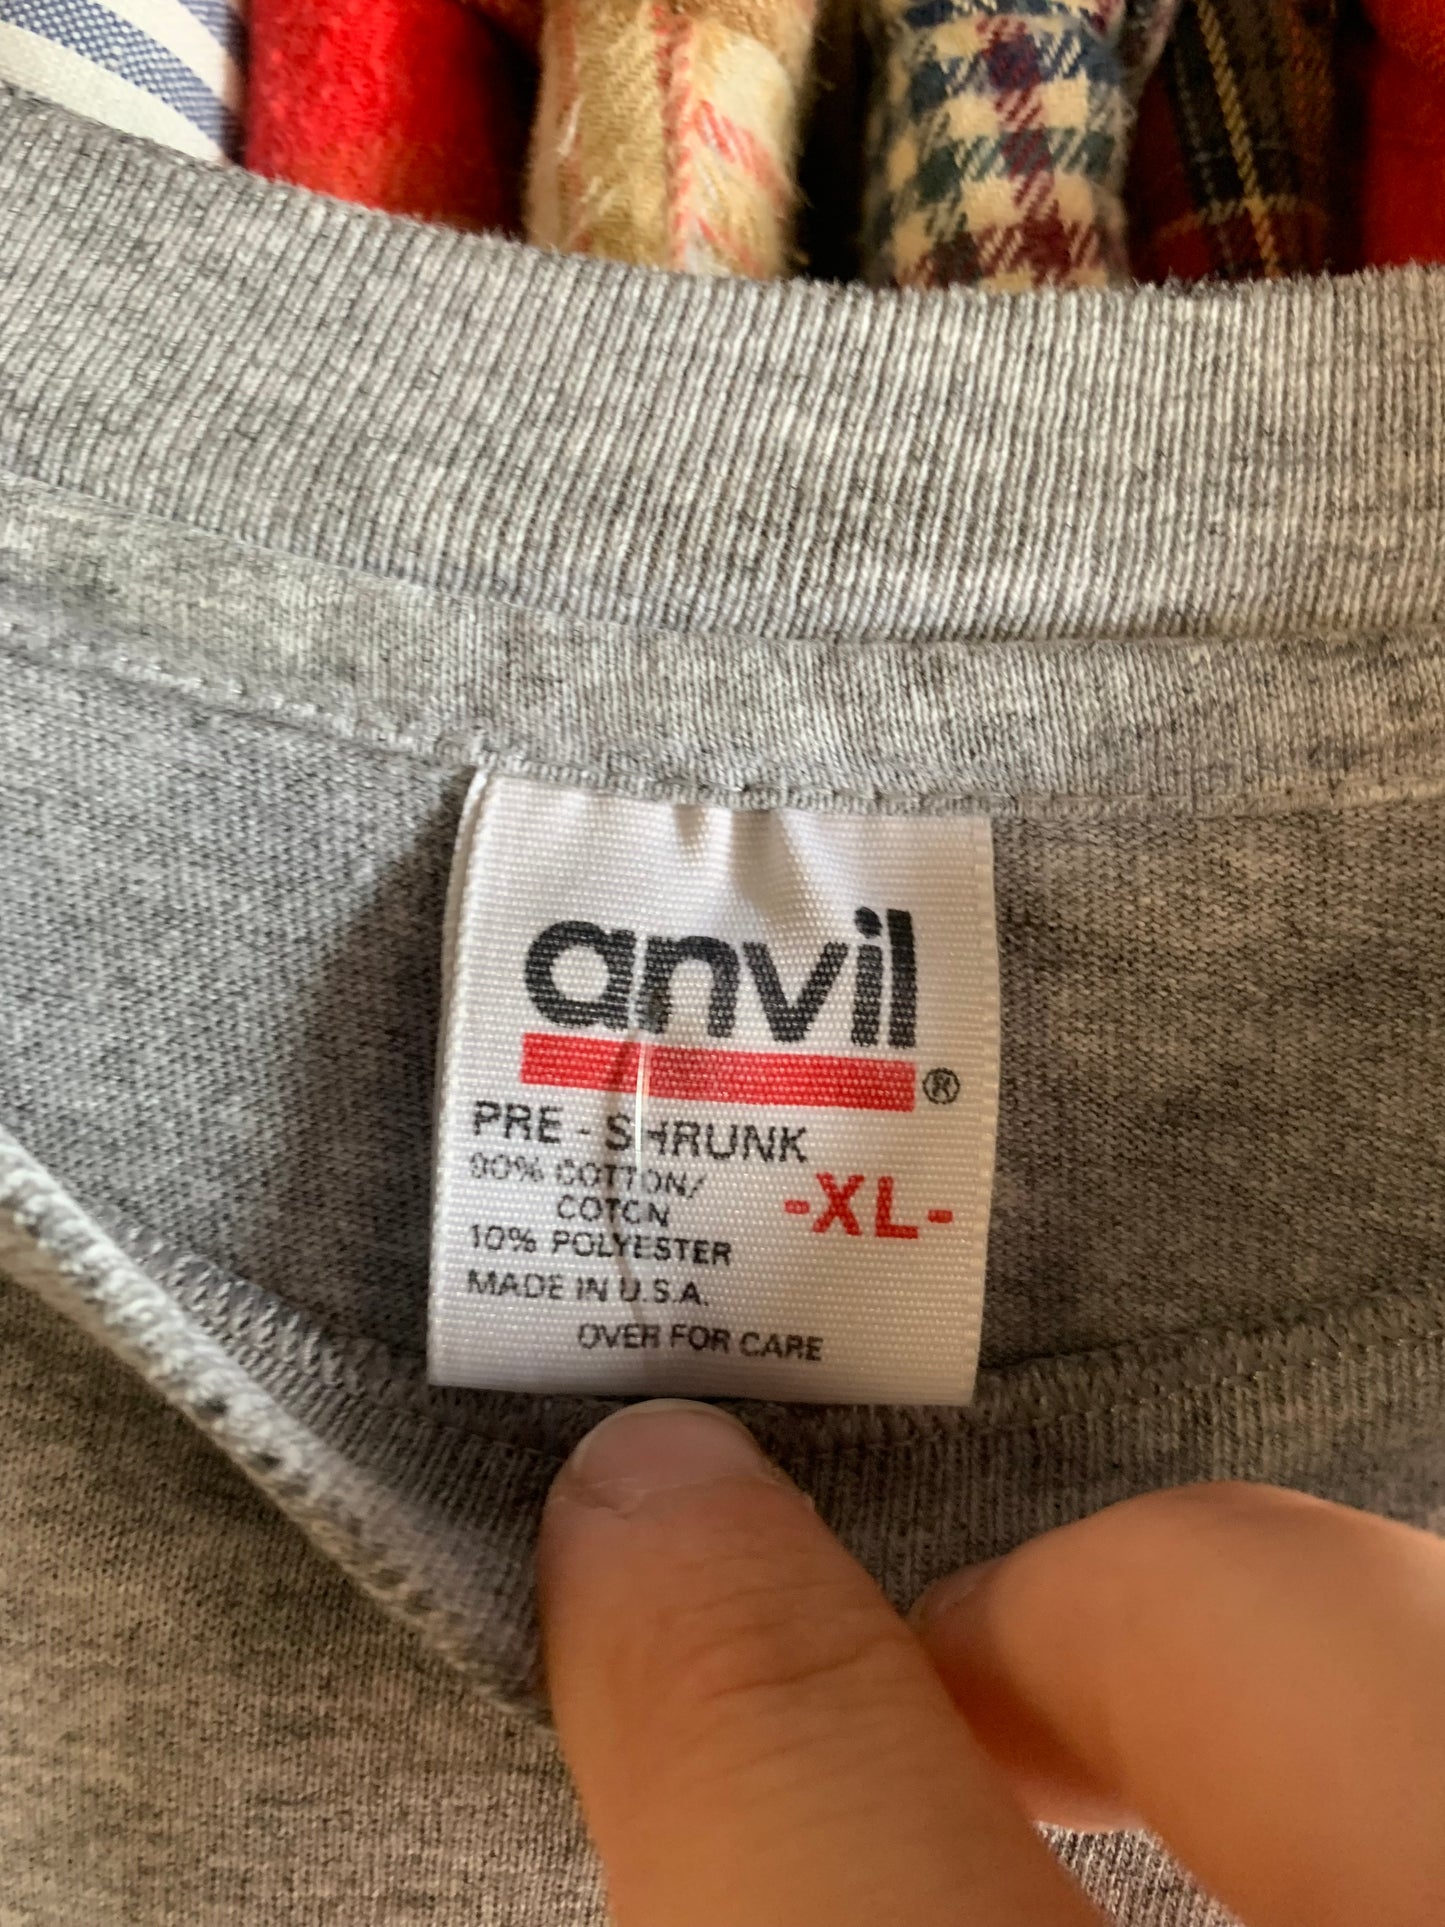 anvil
®
PRE - SHRUNK
90% COTTON/
COTON
10% POLYESTER
-XL-
MADE IN U.S.A.
OVER FOR CARE